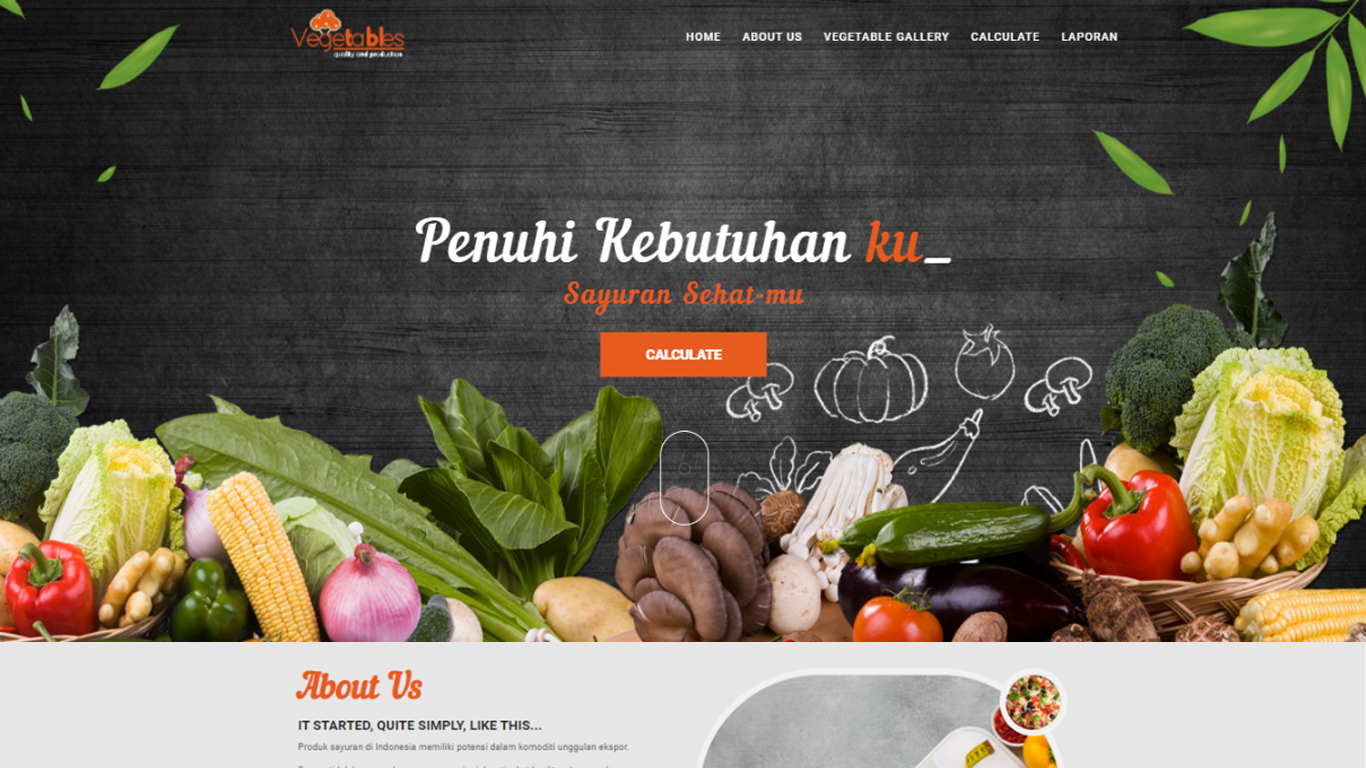 Vegetables
quality and production
HOME ABOUT US VEGETABLE GALLERY CALCULATE LAPORAN
Penuhi Kebutuhan ku_
Sayuran Sehat-mu
CALCULATE
About Us
IT STARTED, QUITE SIMPLY, LIKE THIS...
Produk sayuran di Indonesia memiliki potensi dalam komoditi unggulan ekspor.